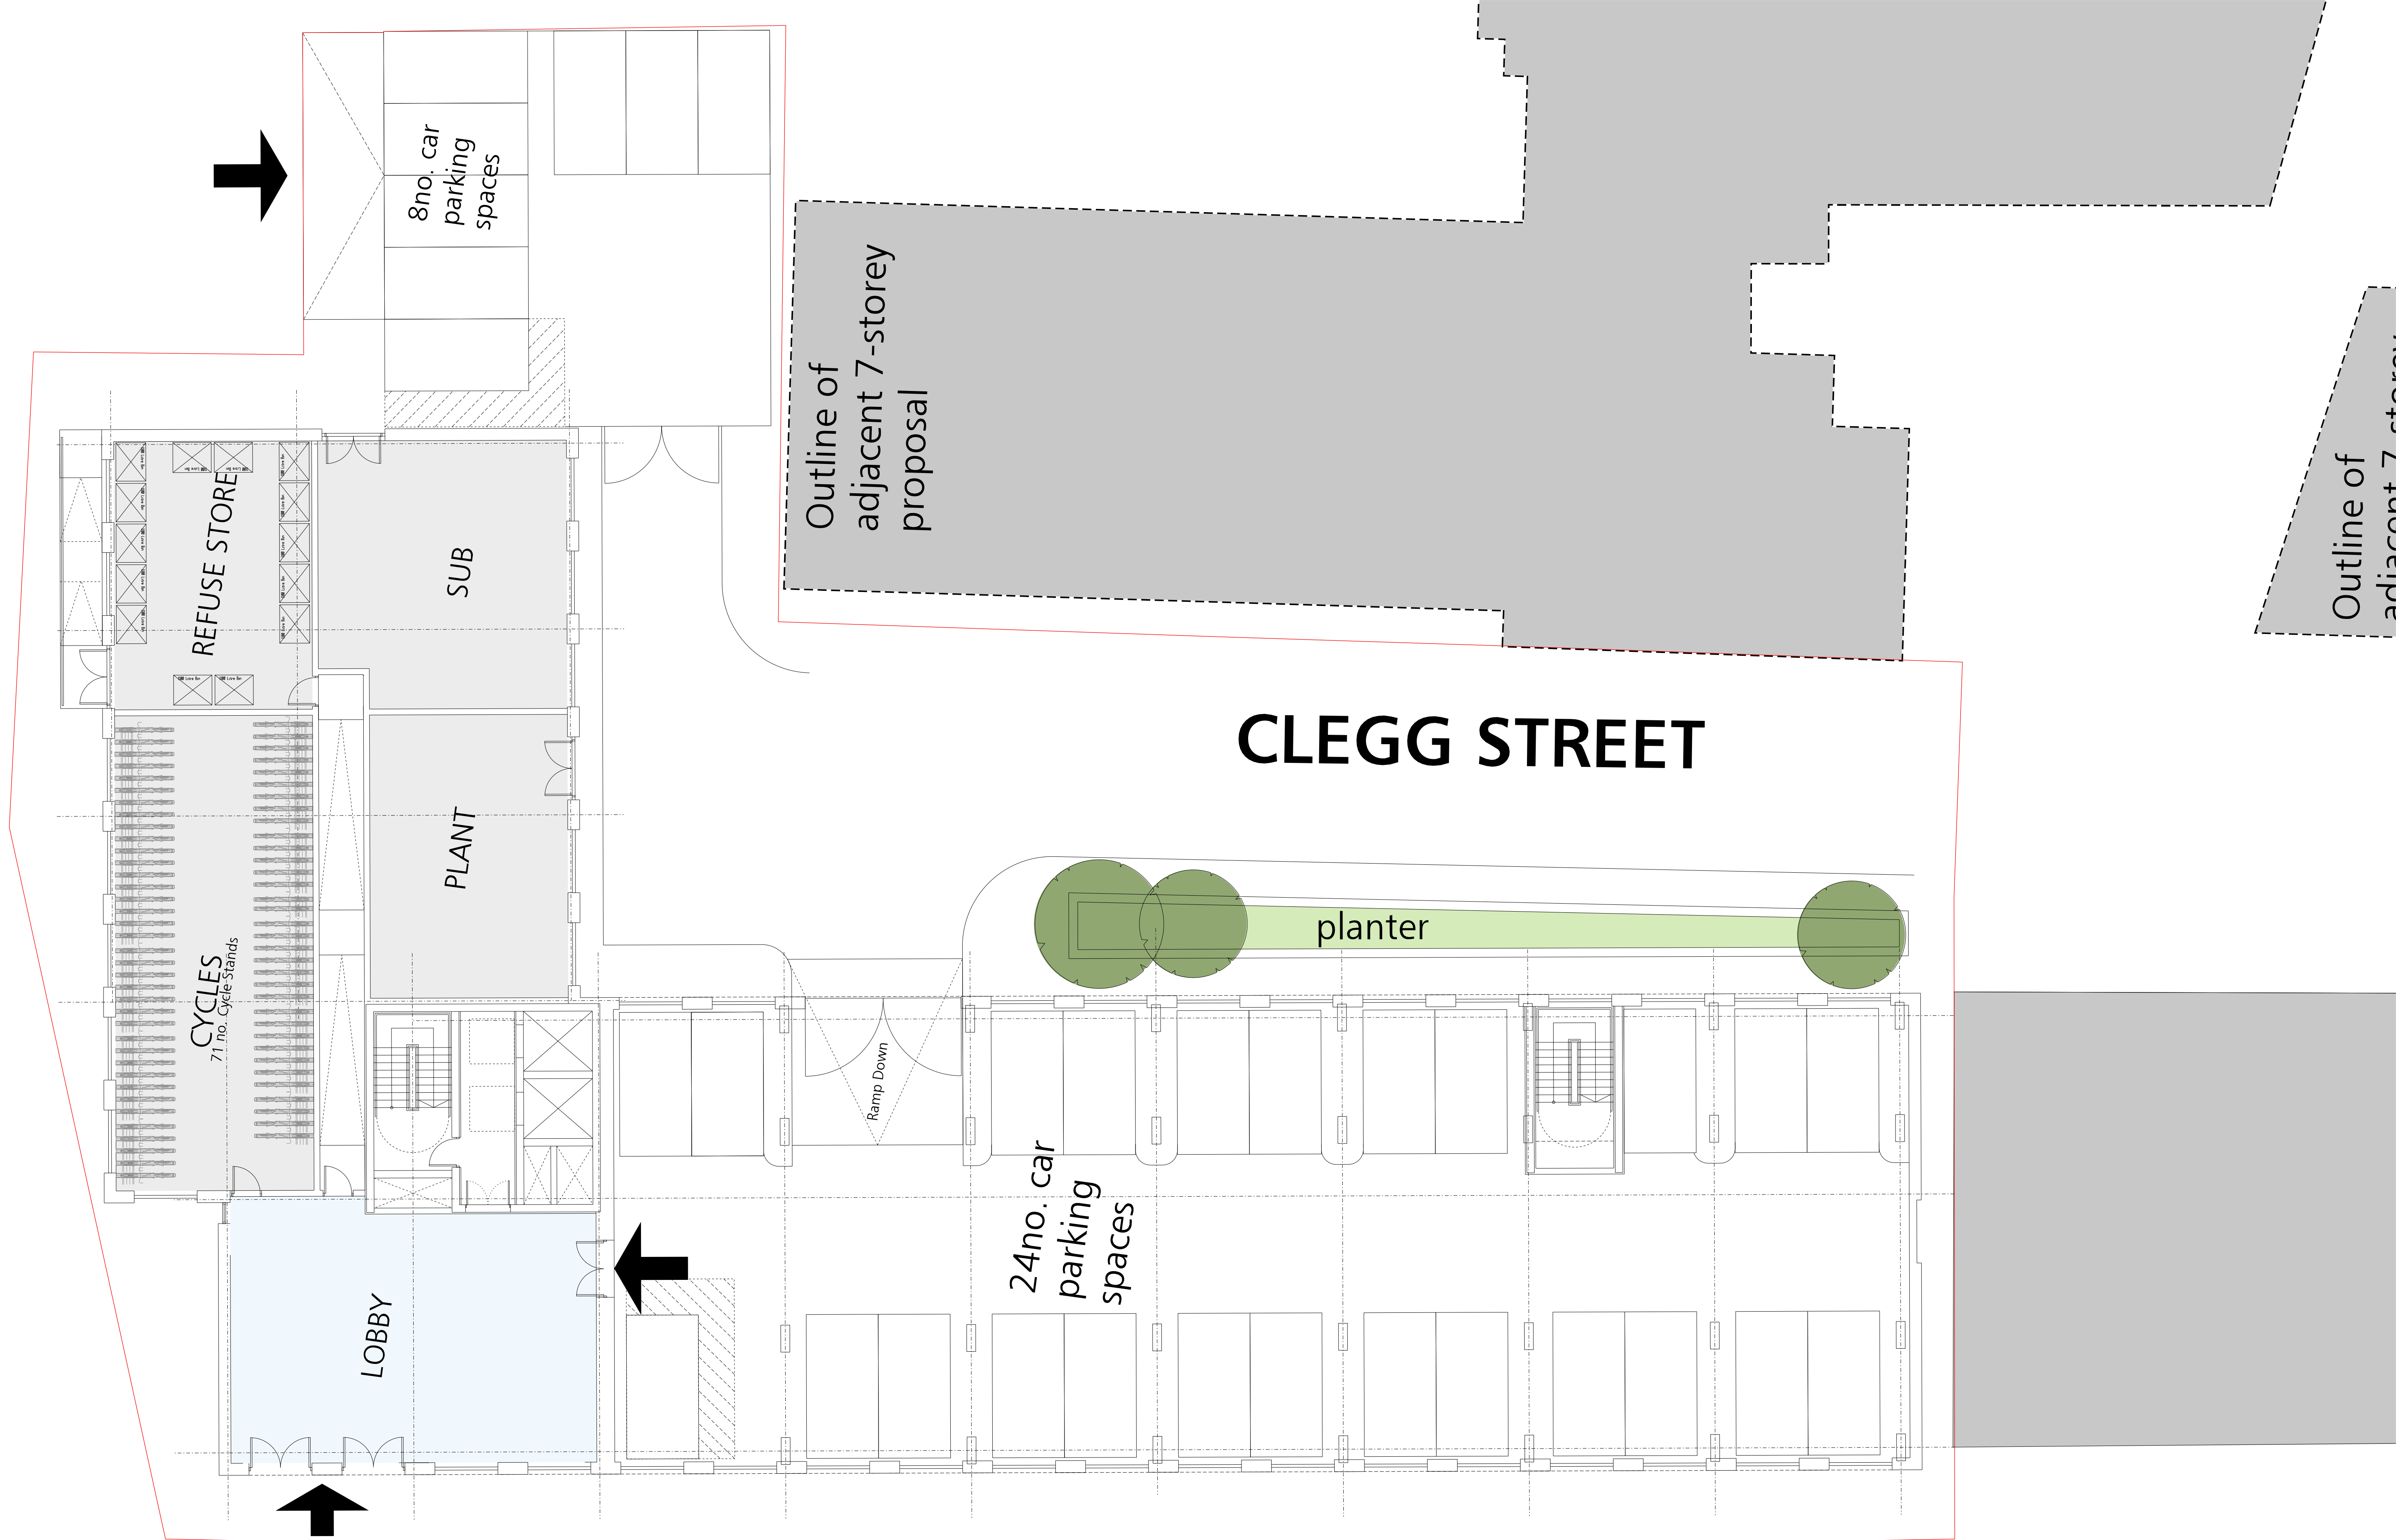 8no. car
parking
spaces
Outline of
adjacent 7-storey
proposal
Outline of
REFUSE STORE
SUB
CLEGG STREET
PLANT
planter
CYCLES
71 no. Cycle Stands
Ramp Down
24no. car
parking
spaces
LOBBY